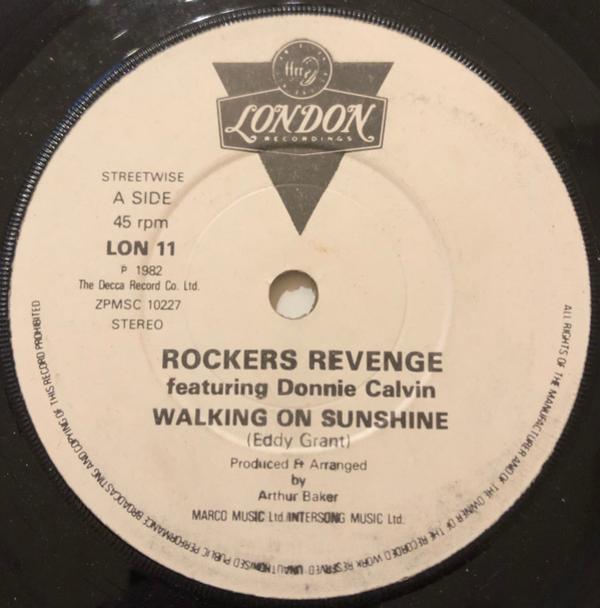 ffrr
LONDON
RECORDINGS
STREETWISE
A SIDE
45 rpm
LON 11
P 1982
The Decca Record Co. Ltd.
ZPMSC 10227
STEREO
ROCKERS REVENGE
featuring Donnie Calvin
WALKING ON SUNSHINE
(Eddy Grant)
Produced & Arranged
by
Arthur Baker
MARCO MUSIC Ltd./INTERSONG MUSIC Ltd.
ALL RIGHTS OF THE MANUFACTURER AND OF THE OWNER OF THE RECORDED WORK RESERVED. UNAUTHORISED PUBLIC PERFORMANCE BROADCASTING AND COPYING OF THIS RECORD PROHIBITED